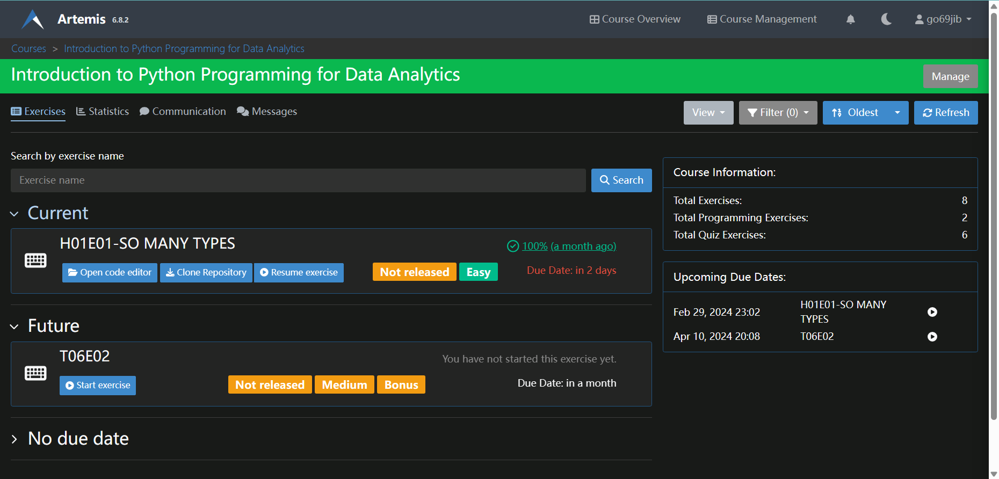 Artemis 6.8.2 Course Overview Course Management go69jib
Courses > Introduction to Python Programming for Data Analytics
Introduction to Python Programming for Data Analytics Manage
Exercises Statistics Communication Messages View Filter (0) Oldest Refresh
Search by exercise name
Exercise name Search
Current
H01E01-SO MANY TYPES
100% (a month ago)
Open code editor Clone Repository Resume exercise Not released Easy Due Date: in 2 days
Future
T06E02
You have not started this exercise yet.
Start exercise Not released Medium Bonus Due Date: in a month
No due date
Course Information:
Total Exercises: 8
Total Programming Exercises: 2
Total Quiz Exercises: 6
Upcoming Due Dates:
Feb 29, 2024 23:02 H01E01-SO MANY
TYPES
Apr 10, 2024 20:08 T06E02